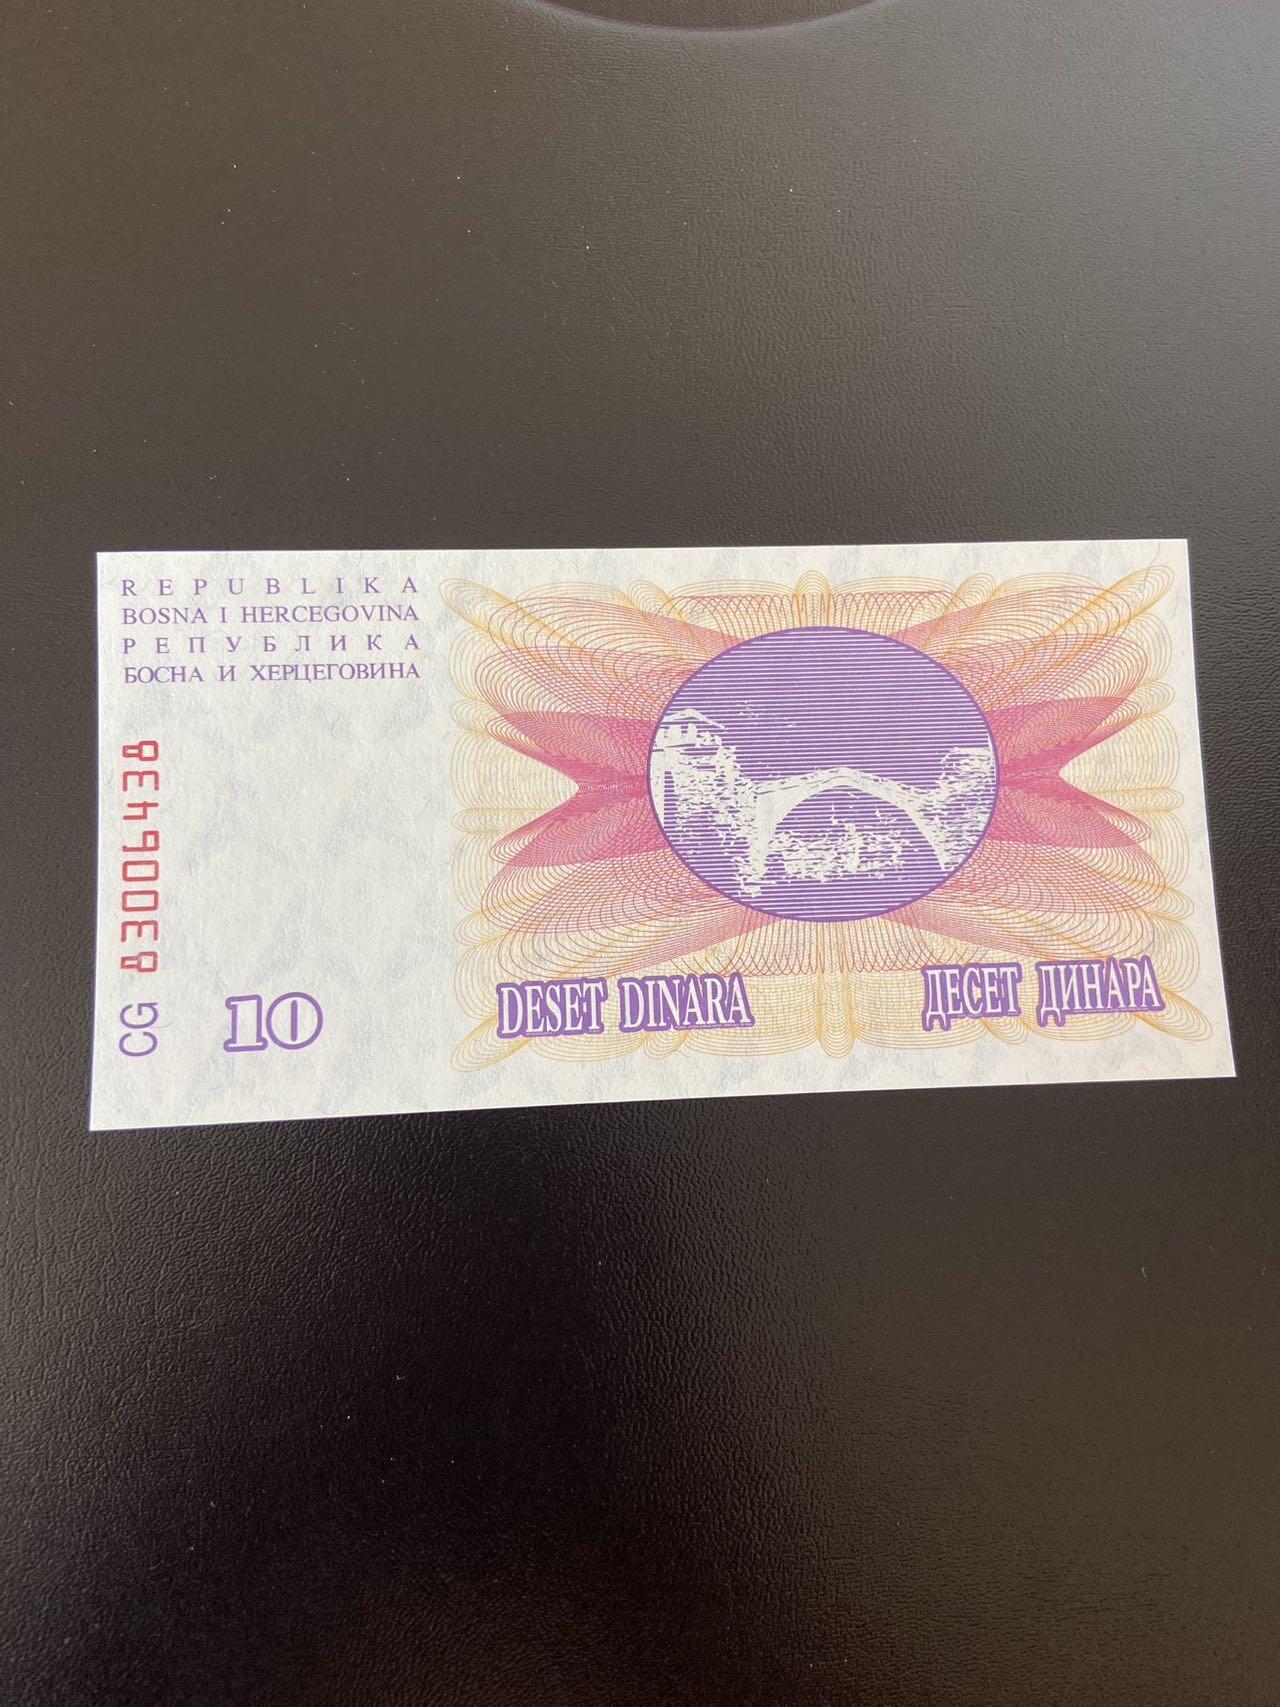 REPUBLIKA
BOSNA I HERCEGOVINA
РЕПУБЛИКА
БОСНА И ХЕРЦЕГОВИНА
CG 83006438
10
DESET DINARA
ДЕСЕТ ДИНАРА